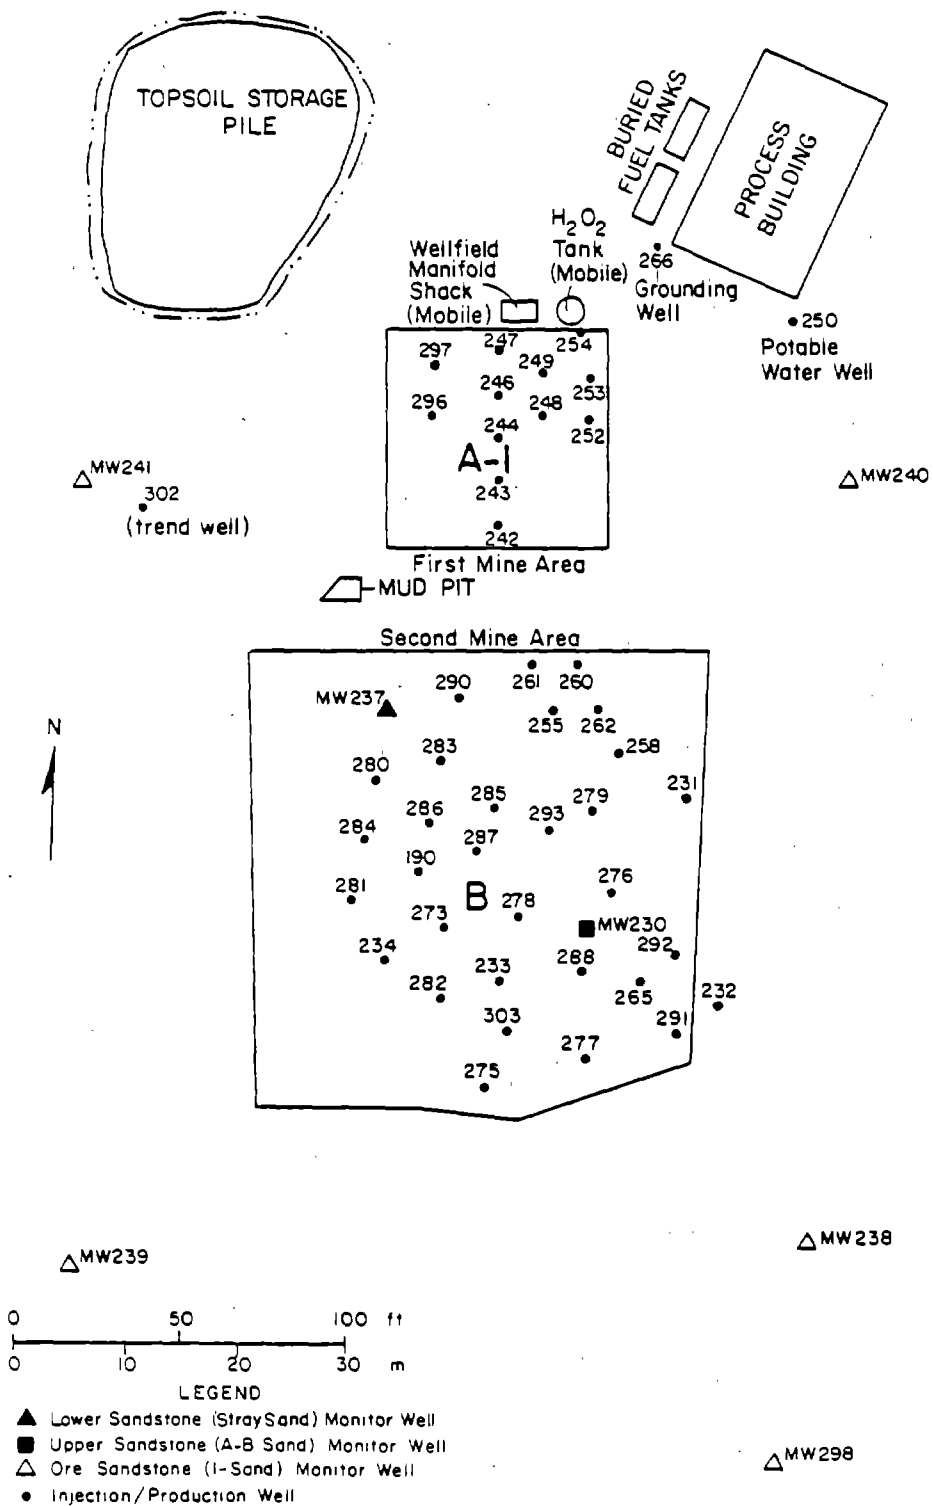 TOPSOIL STORAGE
PILE
BURIED
FUEL TANKS
PROCESS
BUILDING
H2O2
Tank
(Mobile)
Wellfield
Manifold
Shack
(Mobile)
266
Grounding
Well
250
Potable
Water Well
297
247
254
249
246
253
296
248
244
252
A-1
243
242
First Mine Area
MW241
302
(trend well)
MW240
MUD PIT
Second Mine Area
N
MW237
290
261
260
255
262
283
258
280
231
285
279
286
293
284
287
190
281
276
B
278
273
MW230
292
234
288
233
282
265
232
303
291
277
275
MW239
MW238
0 50 100 ft
0 10 20 30 m
LEGEND
Lower Sandstone (Stray Sand) Monitor Well
Upper Sandstone (A-B Sand) Monitor Well
Ore Sandstone (1-Sand) Monitor Well
Injection/Production Well
MW298